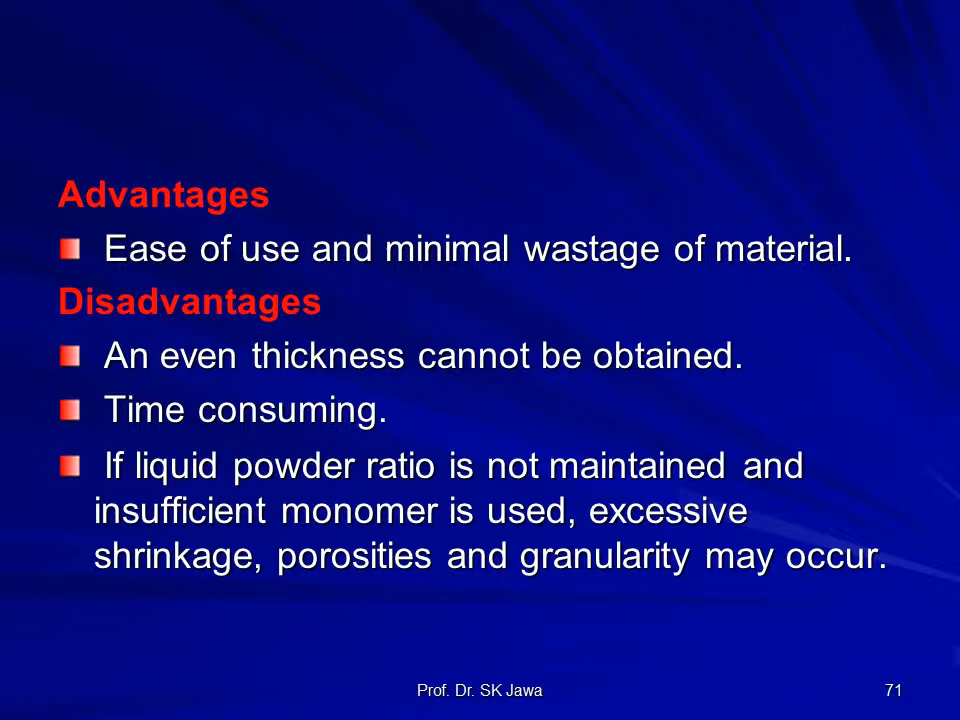 Advantages
Ease of use and minimal wastage of material.
Disadvantages
An even thickness cannot be obtained.
Time consuming.
If liquid powder ratio is not maintained and
insufficient monomer is used, excessive
shrinkage, porosities and granularity may occur.
Prof. Dr. SK Jawa
71